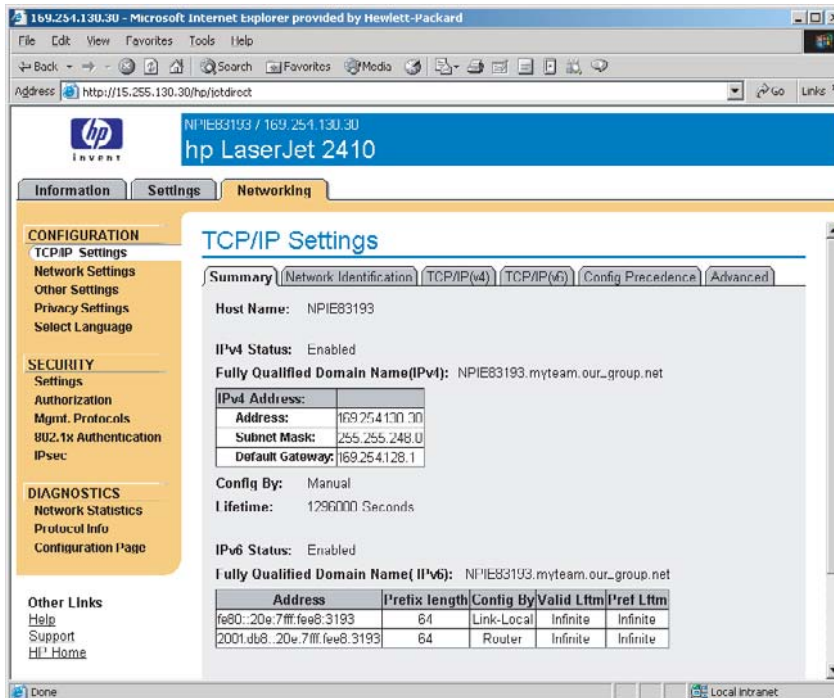 169.254.130.30 - Microsoft Internet Explorer provided by Hewlett-Packard
File Edit View Favorites Tools Help
Back Search Favorites Media
Address http://15.255.130.30/hp/jetdirect Go Links
hp
invent
NPIE83193 / 169.254.130.30
hp LaserJet 2410
Information Settings Networking
CONFIGURATION
TCP/IP Settings
Network Settings
Other Settings
Privacy Settings
Select Language
SECURITY
Settings
Authorization
Mgmt. Protocols
802.1x Authentication
IPsec
DIAGNOSTICS
Network Statistics
Protocol Info
Configuration Page
Other Links
Help
Support
HP Home
TCP/IP Settings
Summary Network Identification TCP/IP(v4) TCP/IP(v6) Config Precedence Advanced
Host Name: NPIE83193
IPv4 Status: Enabled
Fully Qualified Domain Name(IPv4): NPIE83193.myteam.our_group.net
IPv4 Address:
Address: 169.254.130.30
Subnet Mask: 255.255.248.0
Default Gateway: 169.254.128.1
Config By: Manual
Lifetime: 1296000 Seconds
IPv6 Status: Enabled
Fully Qualified Domain Name( IPv6): NPIE83193.myteam.our_group.net
Address Prefix length Config By Valid Lftm Pref Lftm
fe80::20e:7fff:fee8:3193 64 Link-Local Infinite Infinite
2001:db8::20e:7fff:fee8:3193 64 Router Infinite Infinite
Done Local intranet